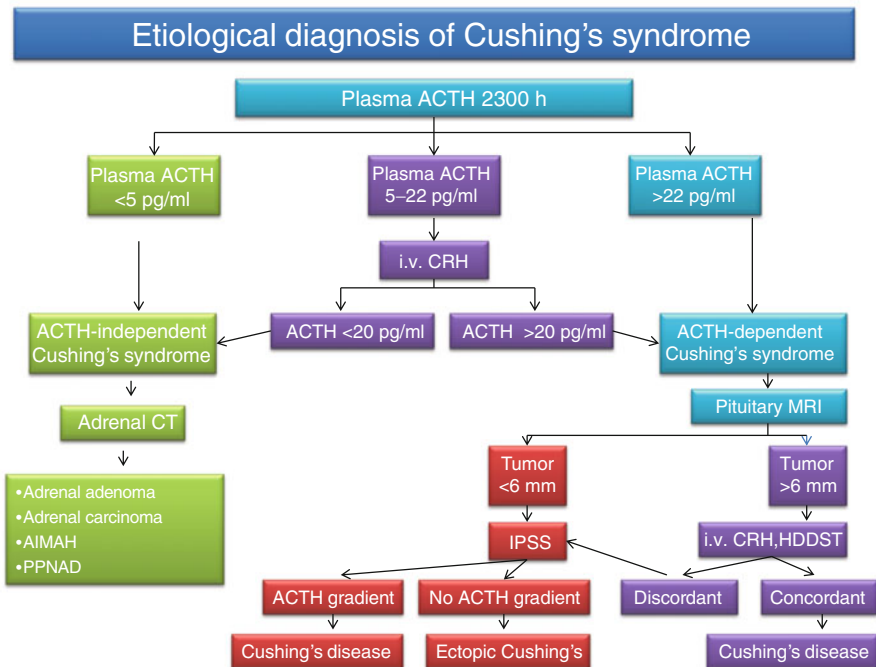 Etiological diagnosis of Cushing's syndrome
Plasma ACTH 2300 h
Plasma ACTH
<5 pg/ml
Plasma ACTH
5–22 pg/ml
Plasma ACTH
>22 pg/ml
i.v. CRH
ACTH-independent
Cushing's syndrome
ACTH <20 pg/ml
ACTH >20 pg/ml
ACTH-dependent
Cushing's syndrome
Adrenal CT
Pituitary MRI
•Adrenal adenoma
•Adrenal carcinoma
•AIMAH
•PPNAD
Tumor
<6 mm
Tumor
>6 mm
IPSS
i.v. CRH,HDDST
ACTH gradient
No ACTH gradient
Discordant
Concordant
Cushing's disease
Ectopic Cushing's
Cushing's disease